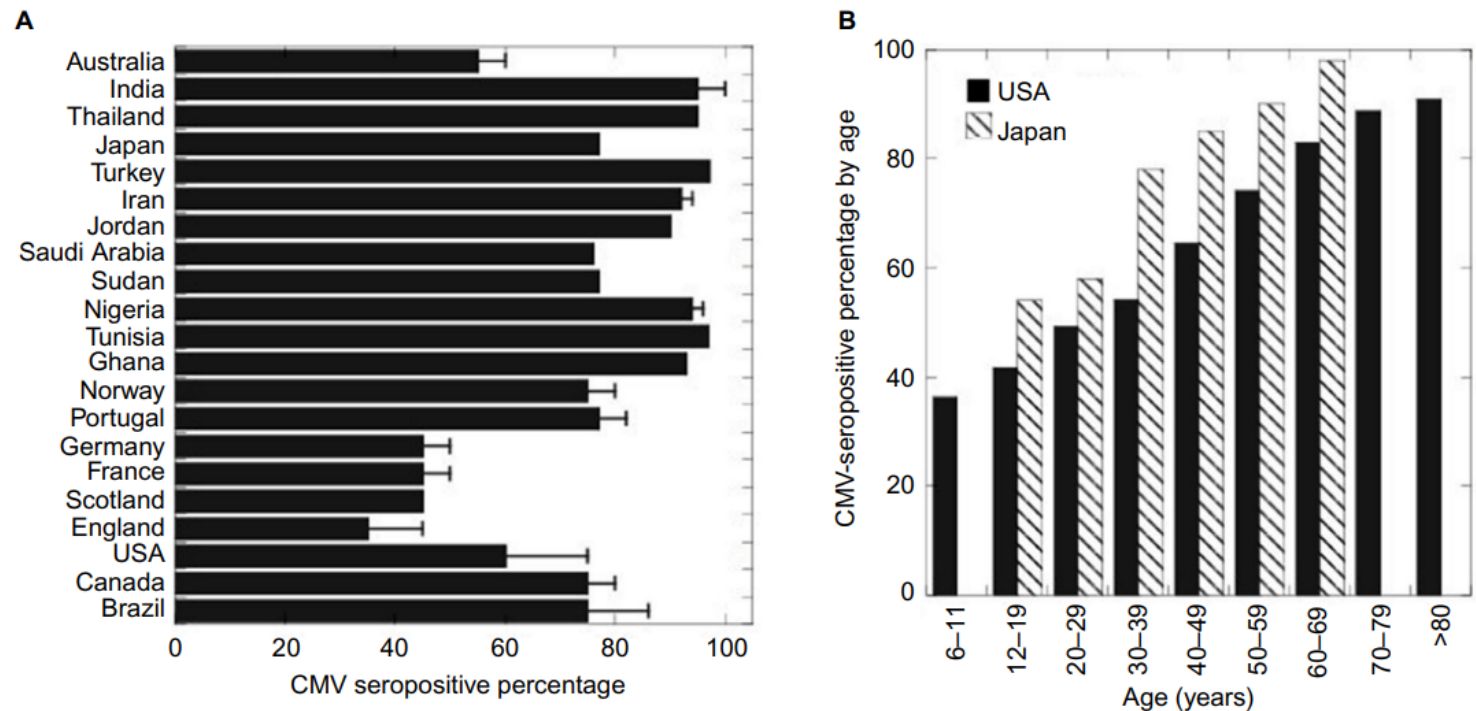 A
Australia
India
Thailand
Japan
Turkey
Iran
Jordan
Saudi Arabia
Sudan
Nigeria
Tunisia
Ghana
Norway
Portugal
Germany
France
Scotland
England
USA
Canada
Brazil
0 20 40 60 80 100
CMV seropositive percentage
B
CMV-seropositive percentage by age
100
80
60
40
20
0
USA
Japan
6–11
12–19
20–29
30–39
40–49
50–59
60–69
70–79
>80
Age (years)